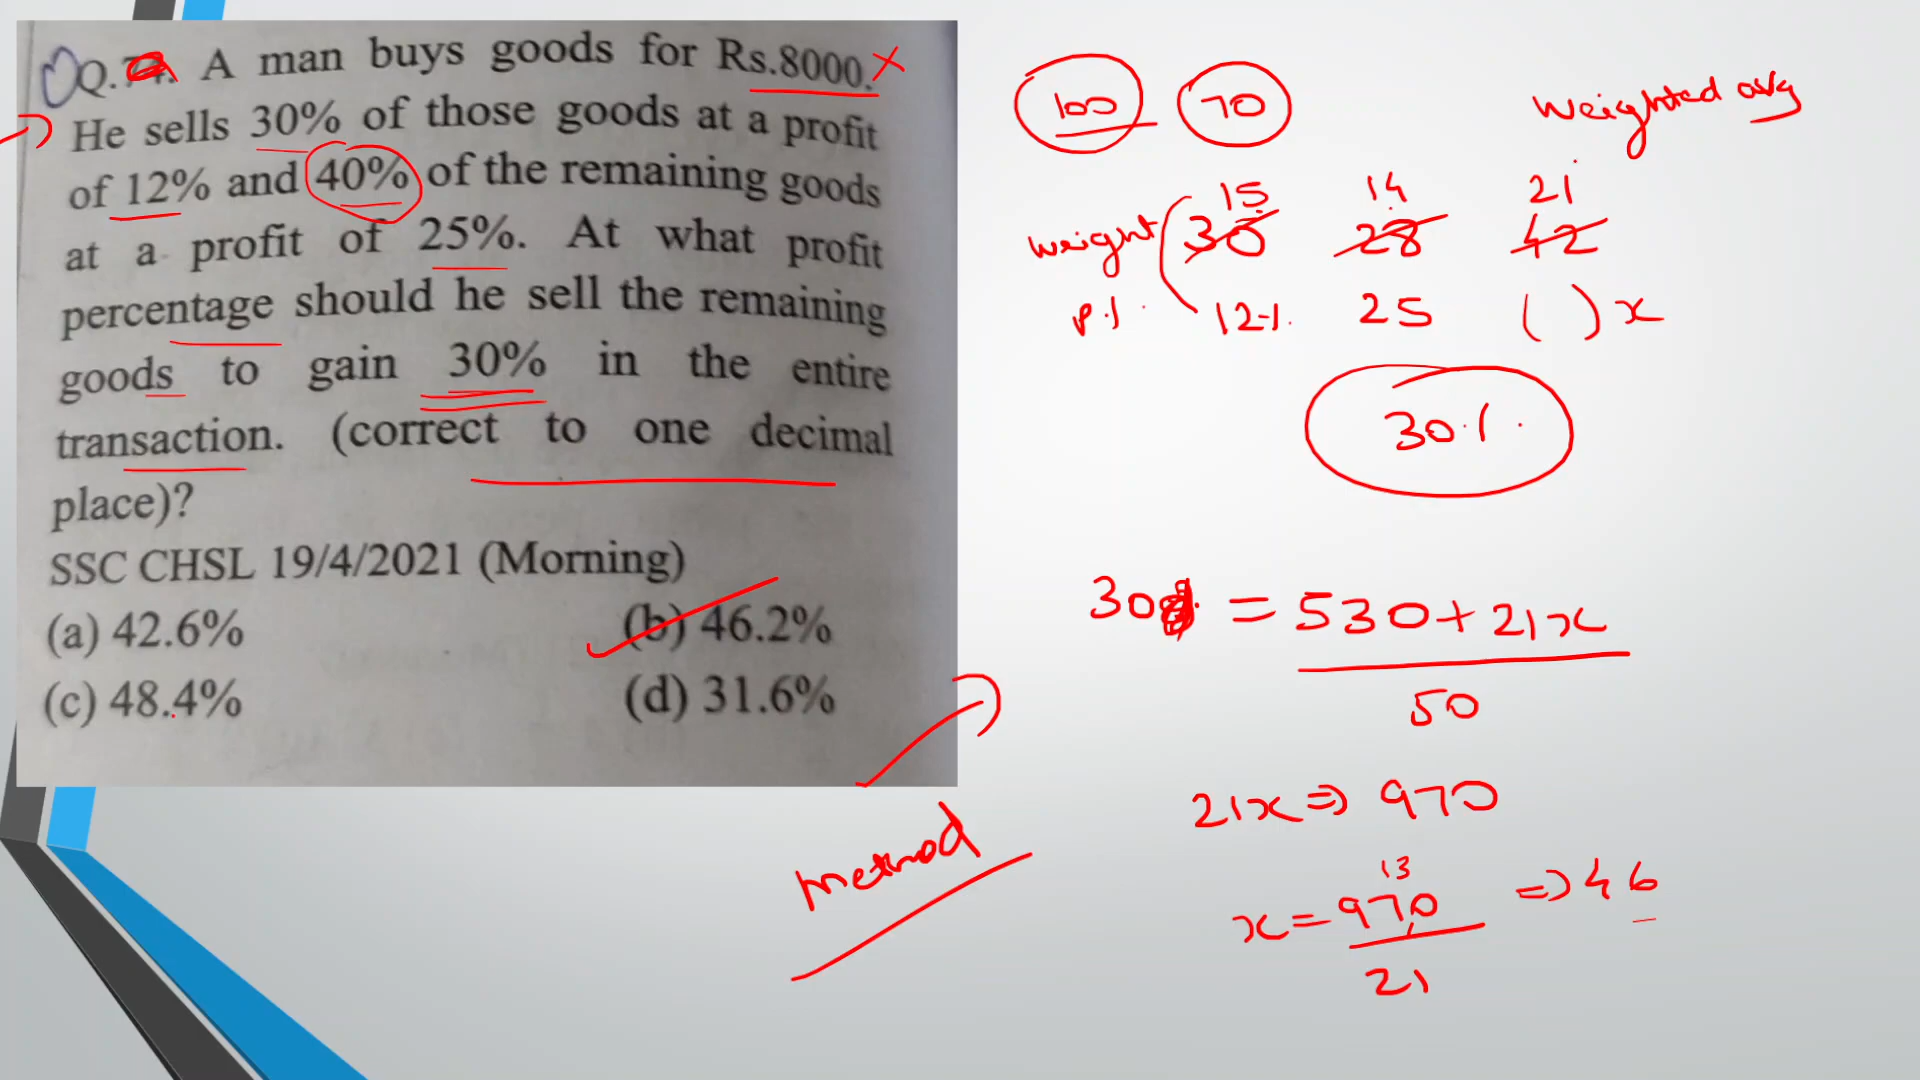 Q.74. A man buys goods for Rs.8000.
He sells 30% of those goods at a profit
of 12% and 40% of the remaining goods
at a profit of 25%. At what profit
percentage should he sell the remaining
goods to gain 30% in the entire
transaction. (correct to one decimal
place)?
SSC CHSL 19/4/2021 (Morning)
(a) 42.6% (b) 46.2%
(c) 48.4% (d) 31.6%
Method
100 70 Weighted avg
15 14 21
weight 30 28 42
p.l. 12% 25 ( ) x
30%
30 = 530+21x
50
21x ⇒ 970
13
x = 970 ⇒ 46
21